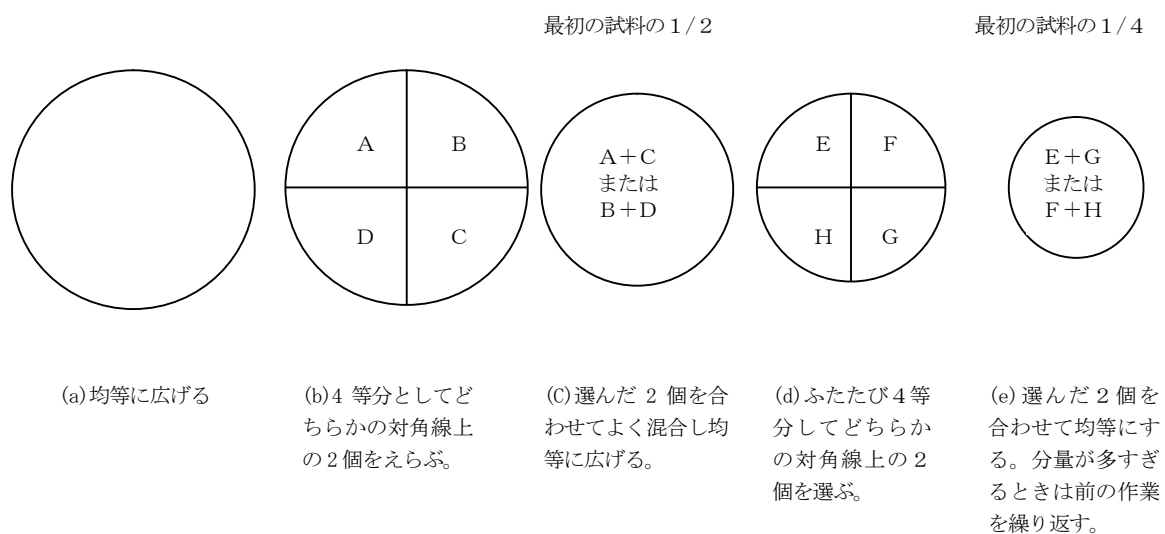 最初の試料の1/2
最初の試料の1/4
A
B
D
C
A+C
または
B+D
E
F
H
G
E+G
または
F+H
(a)均等に広げる
(b)4 等分としてど
ちらかの対角線上
の2個をえらぶ。
(C)選んだ 2 個を合
わせてよく混合し均
等に広げる。
(d)ふたたび4等
分してどちらか
の対角線上の2
個を選ぶ。
(e)選んだ2個を
合わせて均等にす
る。分量が多すぎ
るときは前の作業
を繰り返す。